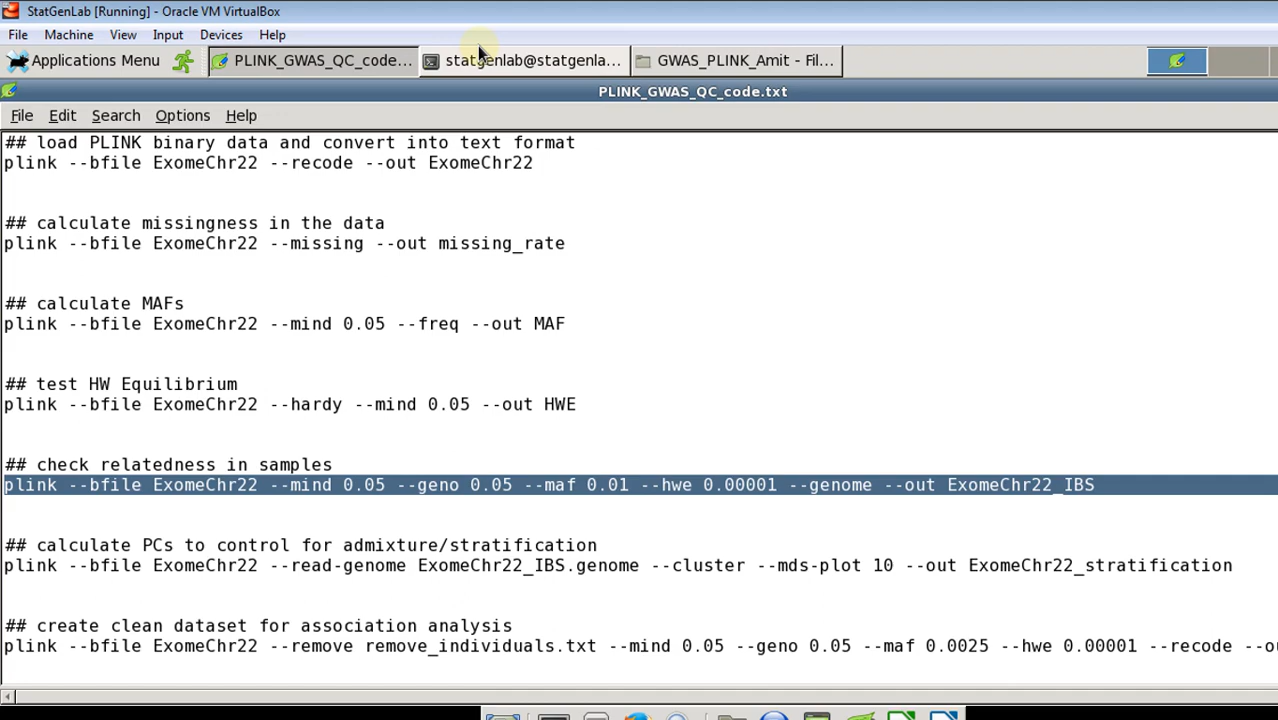 StatGenLab [Running] - Oracle VM VirtualBox
File Machine View Input Devices Help
Applications Menu PLINK_GWAS_QC_code... statgenlab@statgenla... GWAS_PLINK_Amit - Fil...
PLINK_GWAS_QC_code.txt
File Edit Search Options Help
## load PLINK binary data and convert into text format
plink --bfile ExomeChr22 --recode --out ExomeChr22
## calculate missingness in the data
plink --bfile ExomeChr22 --missing --out missing_rate
## calculate MAFs
plink --bfile ExomeChr22 --mind 0.05 --freq --out MAF
## test HW Equilibrium
plink --bfile ExomeChr22 --hardy --mind 0.05 --out HWE
## check relatedness in samples
plink --bfile ExomeChr22 --mind 0.05 --geno 0.05 --maf 0.01 --hwe 0.00001 --genome --out ExomeChr22_IBS
## calculate PCs to control for admixture/stratification
plink --bfile ExomeChr22 --read-genome ExomeChr22_IBS.genome --cluster --mds-plot 10 --out ExomeChr22_stratification
## create clean dataset for association analysis
plink --bfile ExomeChr22 --remove remove_individuals.txt --mind 0.05 --geno 0.05 --maf 0.0025 --hwe 0.00001 --recode --ou